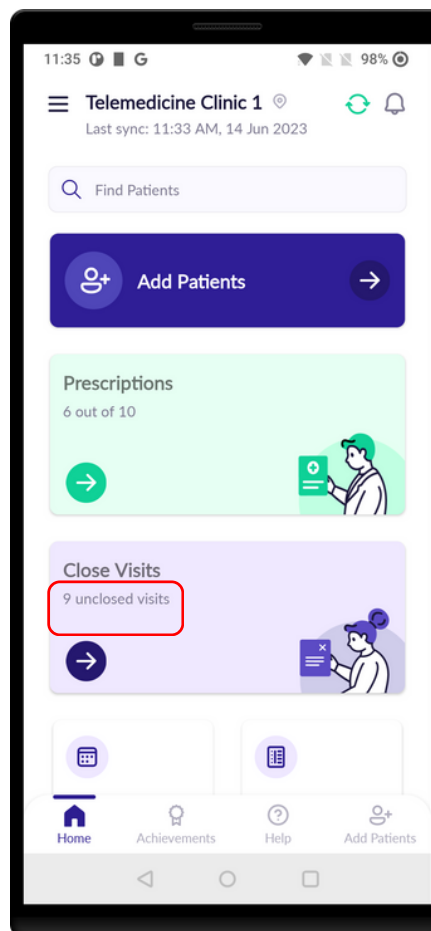 11:35 G 98%
Telemedicine Clinic 1
Last sync: 11:33 AM, 14 Jun 2023
Find Patients
Add Patients
Prescriptions
6 out of 10
Close Visits
9 unclosed visits
Home Achievements Help Add Patients